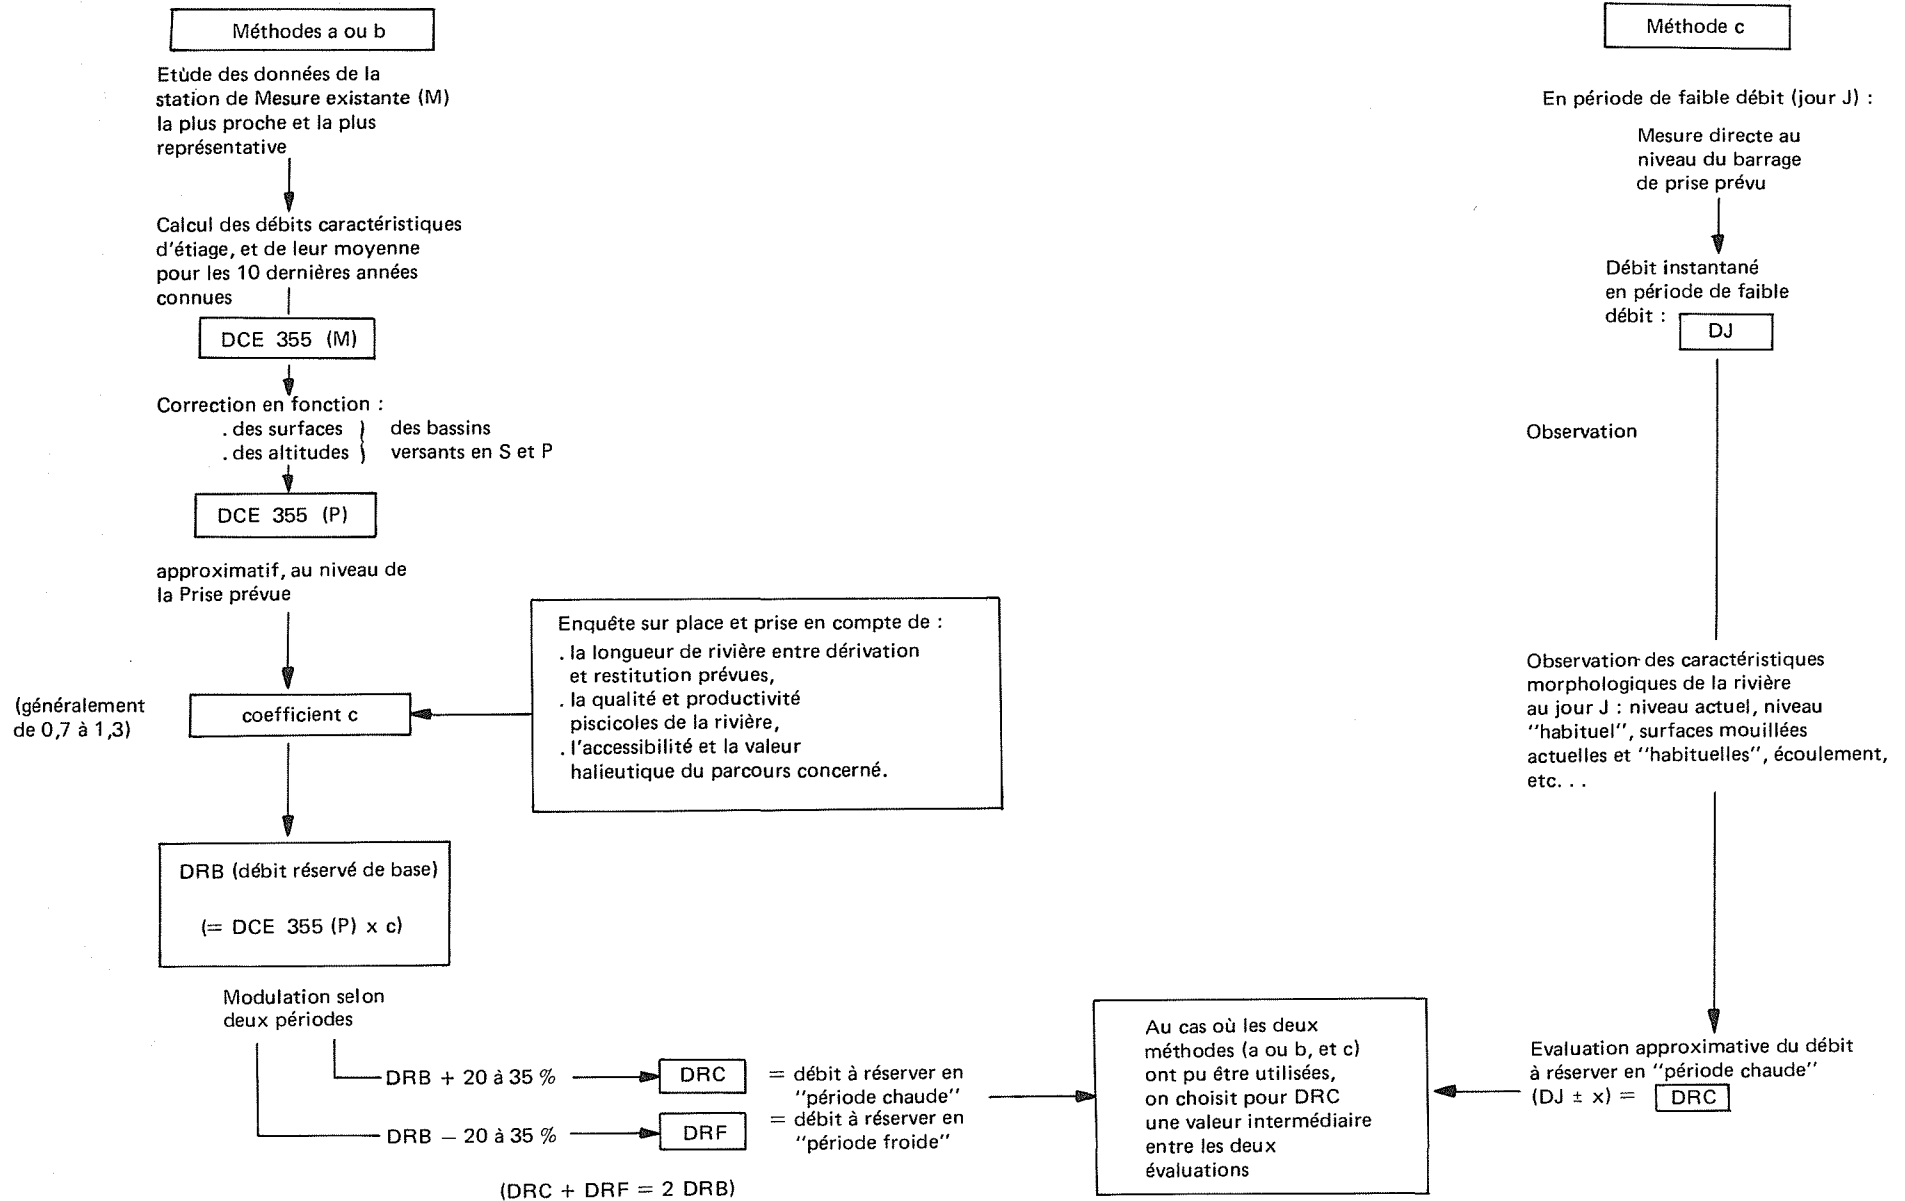 Méthodes a ou b
Etùde des données de la
station de Mesure existante (M)
la plus proche et la plus
représentative
Calcul des débits caractéristiques
d'étiage, et de leur moyenne
pour les 10 dernières années
connues
DCE 355 (M)
Correction en fonction :
. des surfaces } des bassins
. des altitudes } versants en S et P
DCE 355 (P)
approximatif, au niveau de
la Prise prévue
(généralement
de 0,7 à 1,3)
coefficient c
Enquête sur place et prise en compte de :
. la longueur de rivière entre dérivation
et restitution prévues,
. la qualité et productivité
piscicoles de la rivière,
. l'accessibilité et la valeur
halieutique du parcours concerné.
DRB (débit réservé de base)
(= DCE 355 (P) x c)
Modulation selon
deux périodes
DRB + 20 à 35 %
DRC
= débit à réserver en
"période chaude"
DRB − 20 à 35 %
DRF
= débit à réserver en
"période froide"
(DRC + DRF = 2 DRB)
Au cas où les deux
méthodes (a ou b, et c)
ont pu être utilisées,
on choisit pour DRC
une valeur intermédiaire
entre les deux
évaluations
Méthode c
En période de faible débit (jour J) :
Mesure directe au
niveau du barrage
de prise prévu
Débit instantané
en période de faible
débit :
DJ
Observation
Observation des caractéristiques
morphologiques de la rivière
au jour J : niveau actuel, niveau
"habituel", surfaces mouillées
actuelles et "habituelles", écoulement,
etc. . .
Evaluation approximative du débit
à réserver en "période chaude"
(DJ ± x) = DRC